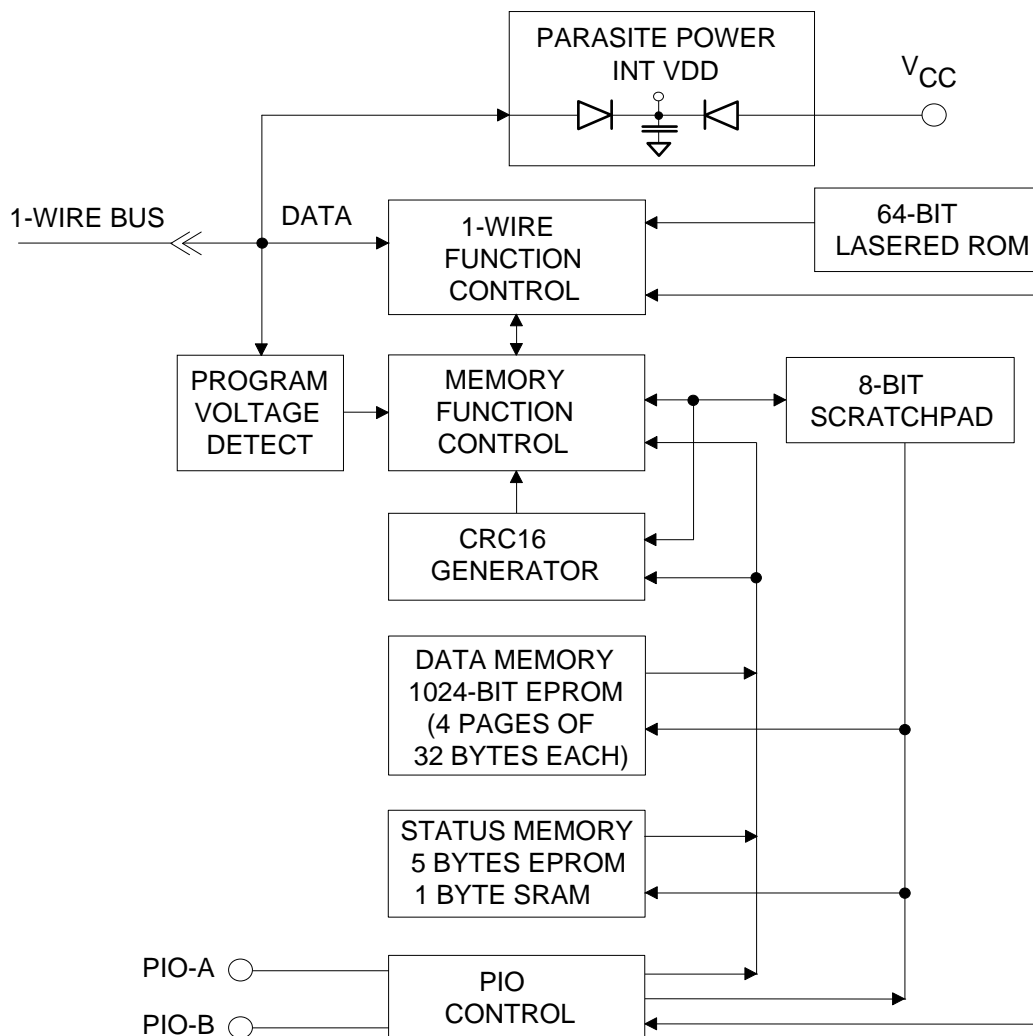 PARASITE POWER
INT VDD
VCC
1-WIRE BUS
DATA
1-WIRE
FUNCTION
CONTROL
64-BIT
LASERED ROM
PROGRAM
VOLTAGE
DETECT
MEMORY
FUNCTION
CONTROL
8-BIT
SCRATCHPAD
CRC16
GENERATOR
DATA MEMORY
1024-BIT EPROM
(4 PAGES OF
32 BYTES EACH)
STATUS MEMORY
5 BYTES EPROM
1 BYTE SRAM
PIO-A
PIO-B
PIO
CONTROL